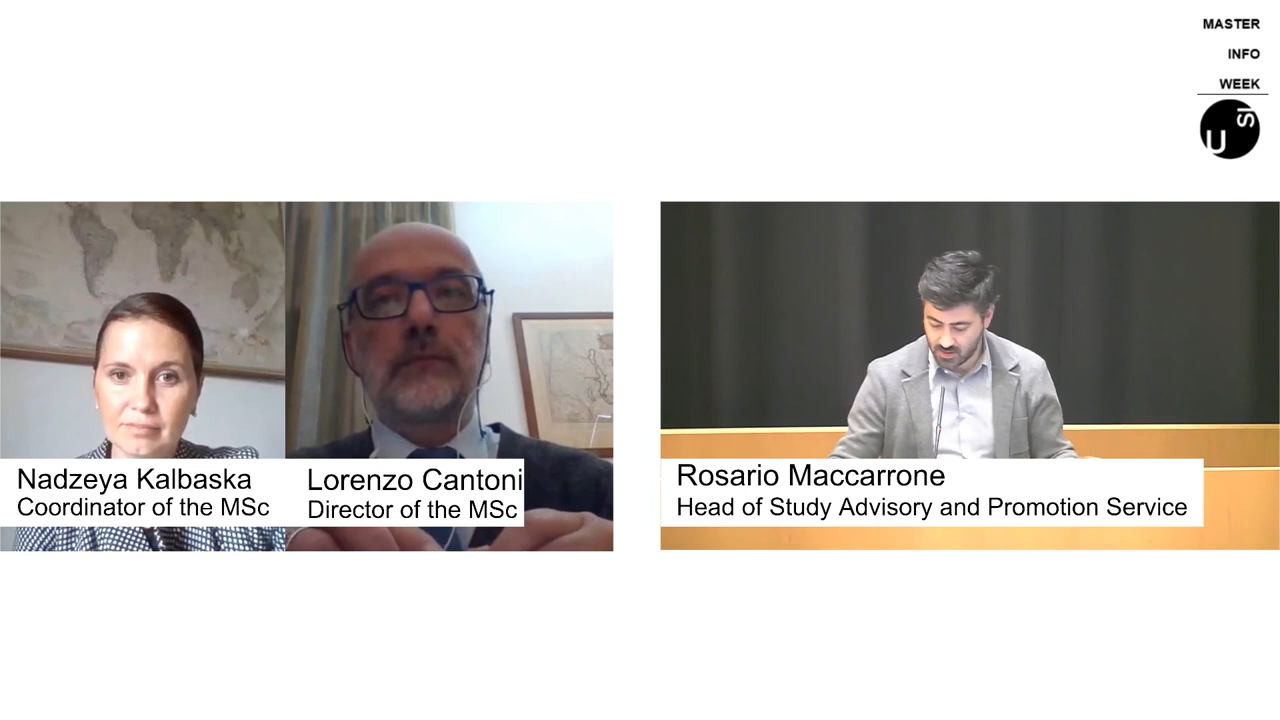 MASTER
INFO
WEEK
U
SI
Nadzeya Kalbaska
Coordinator of the MSc
Lorenzo Cantoni
Director of the MSc
Rosario Maccarrone
Head of Study Advisory and Promotion Service